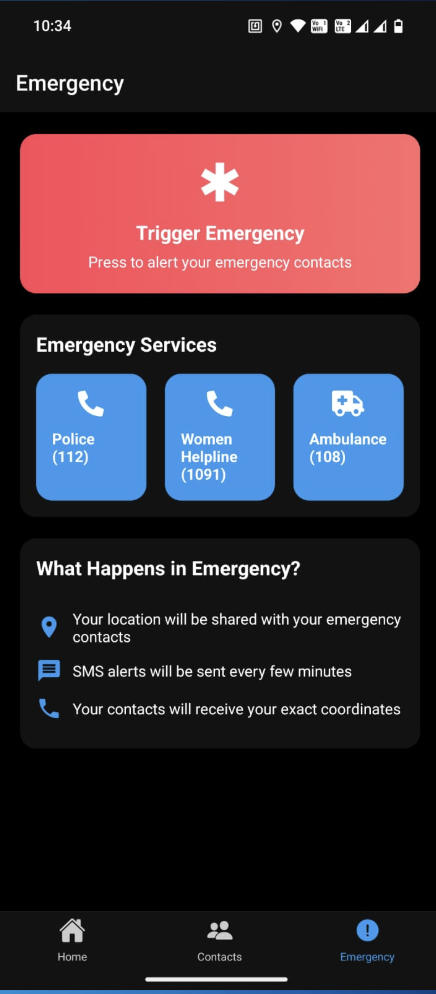 10:34
Vo 1
WiFi
Vo 2
LTE
Emergency
Trigger Emergency
Press to alert your emergency contacts
Emergency Services
Police
(112)
Women
Helpline
(1091)
Ambulance
(108)
What Happens in Emergency?
Your location will be shared with your emergency
contacts
SMS alerts will be sent every few minutes
Your contacts will receive your exact coordinates
Home
Contacts
Emergency